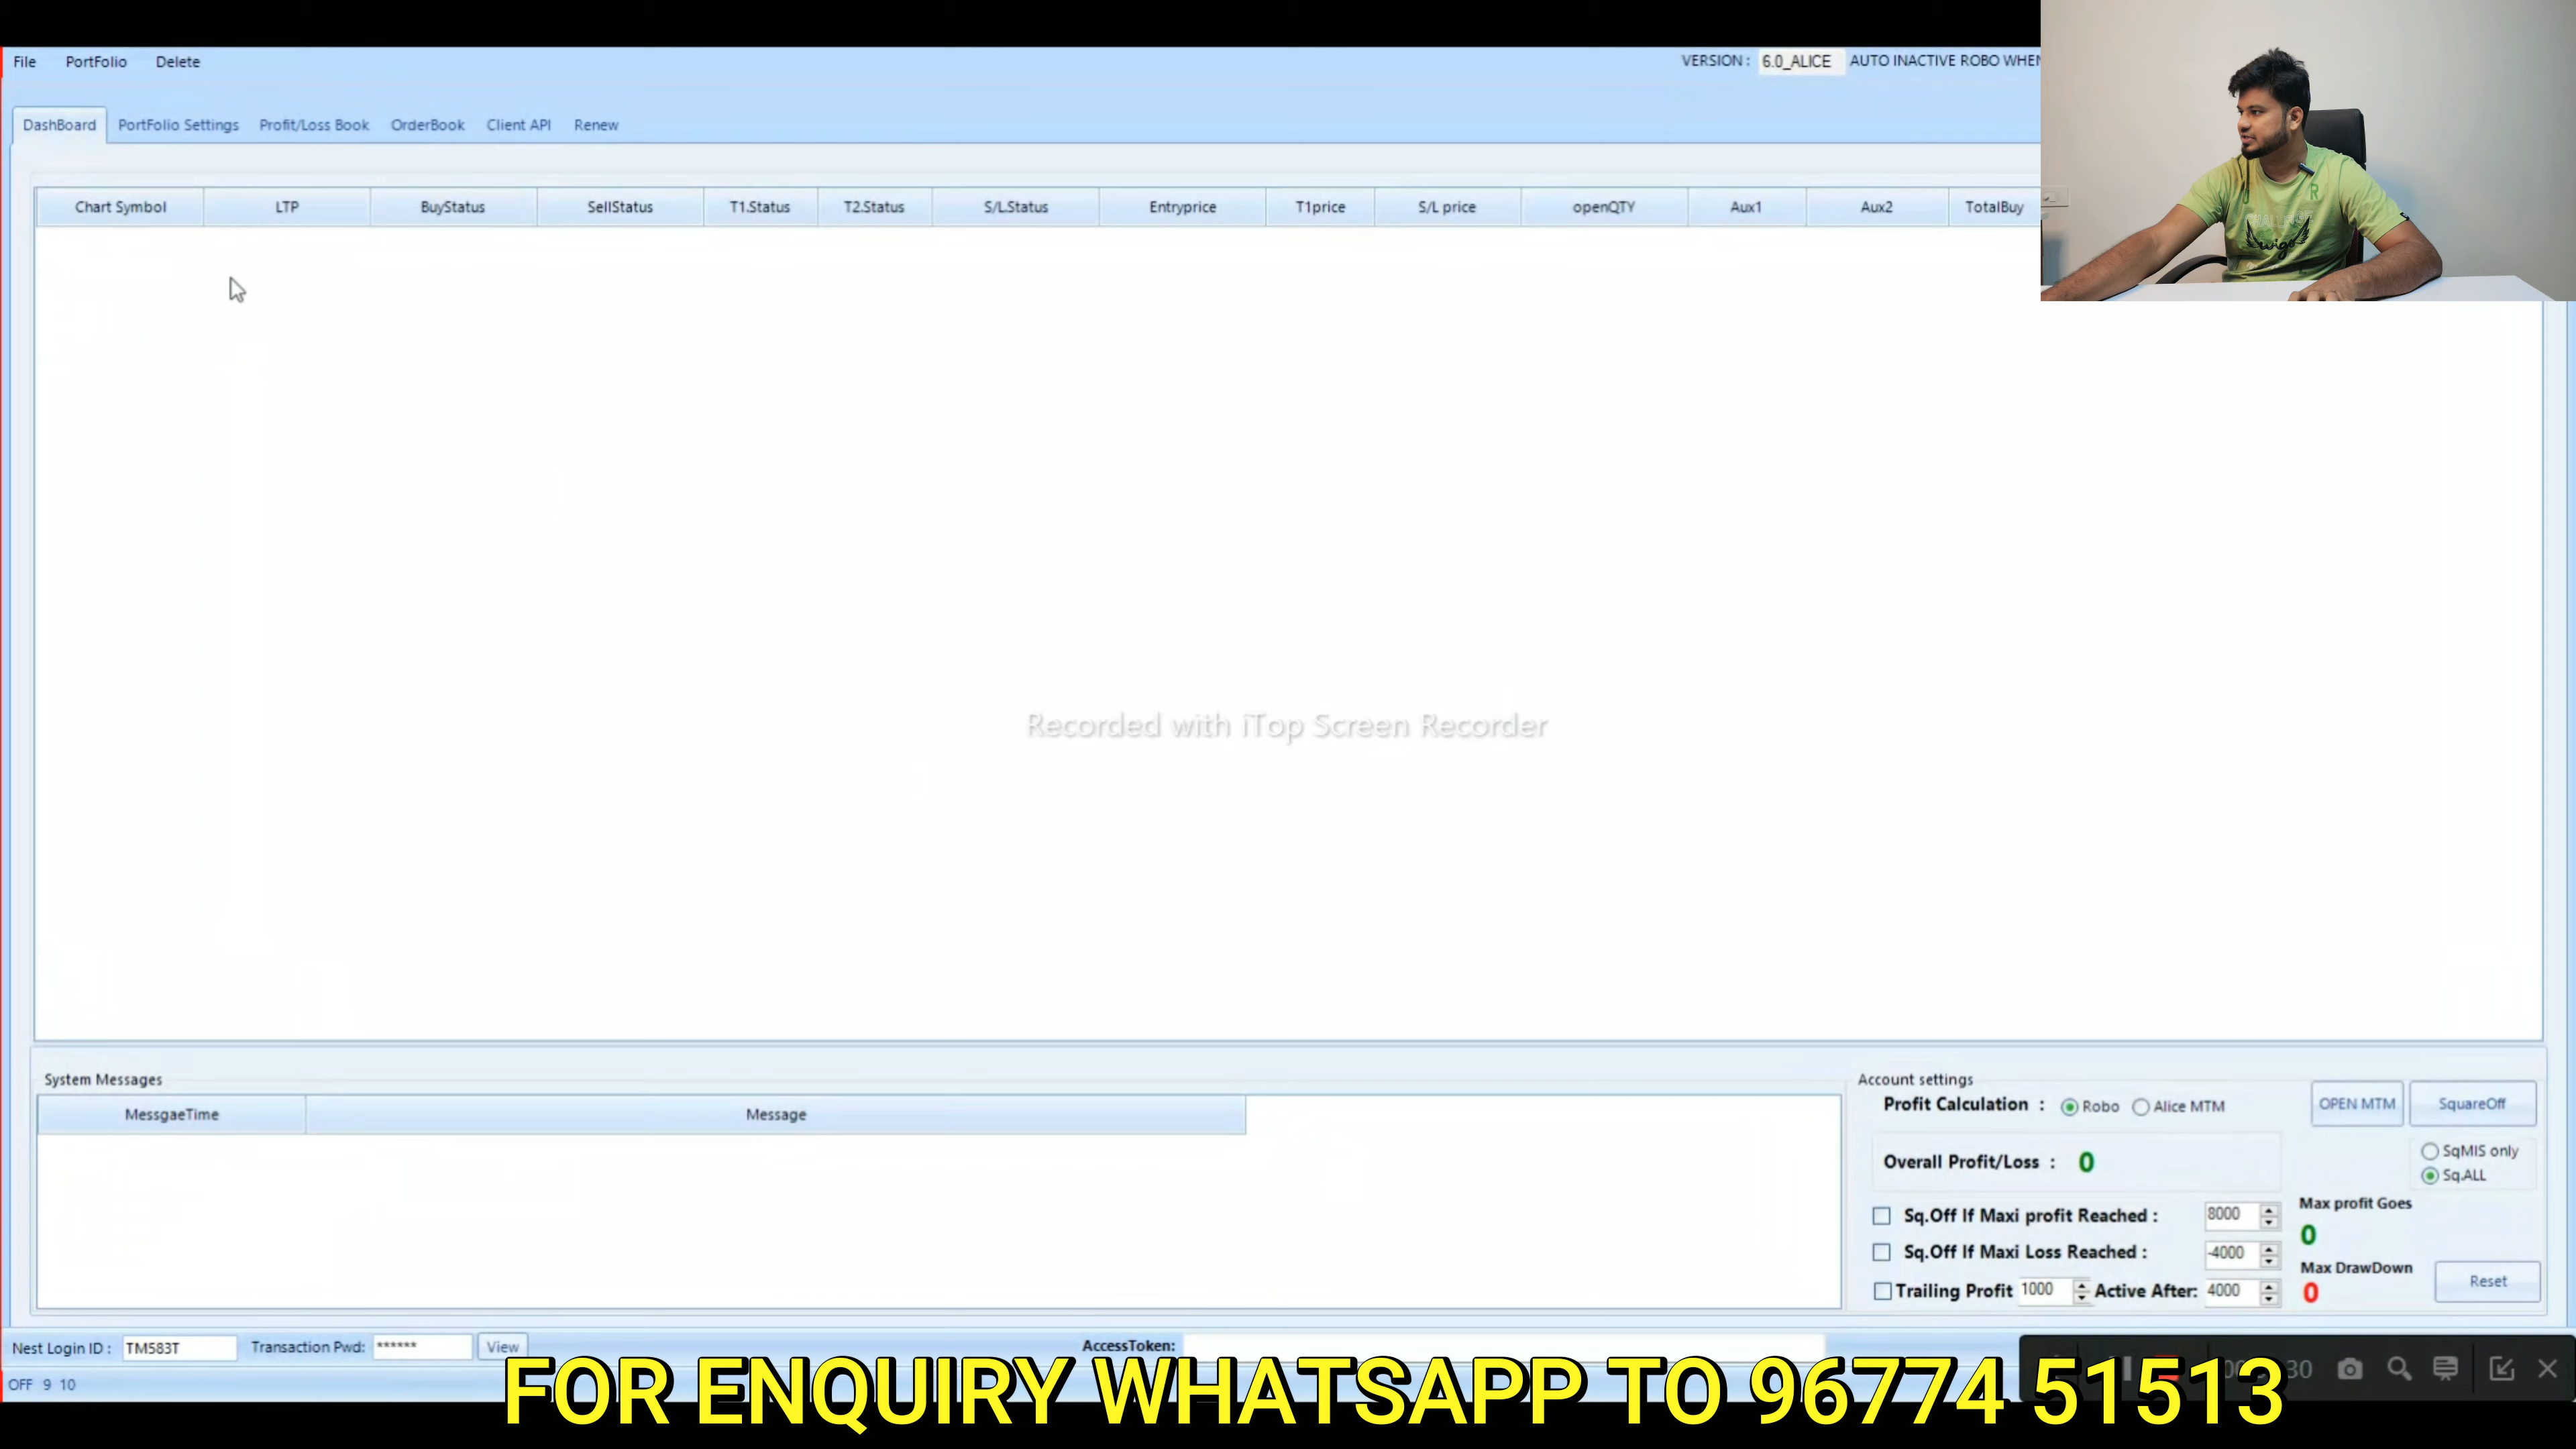 File PortFolio Delete VERSION : 6.0_ALICE AUTO INACTIVE ROBO WHEN
DashBoard PortFolio Settings Profit/Loss Book OrderBook Client API Renew
Chart Symbol LTP BuyStatus SellStatus T1.Status T2.Status S/L.Status Entryprice T1price S/L price openQTY Aux1 Aux2 TotalBuy
Recorded with iTop Screen Recorder
System Messages
MessgaeTime Message
Account settings
Profit Calculation : Robo Alice MTM OPEN MTM SquareOff
SqMIS only
Overall Profit/Loss : 0
Sq.ALL
Sq.Off If Maxi profit Reached : 8000 Max profit Goes
0
Sq.Off If Maxi Loss Reached : -4000
Max DrawDown
Trailing Profit 1000 Active After: 4000 0 Reset
Nest Login ID : TM583T Transaction Pwd: ****** View AccessToken:
OFF 9 10
FOR ENQUIRY WHATSAPP TO 96774 51513